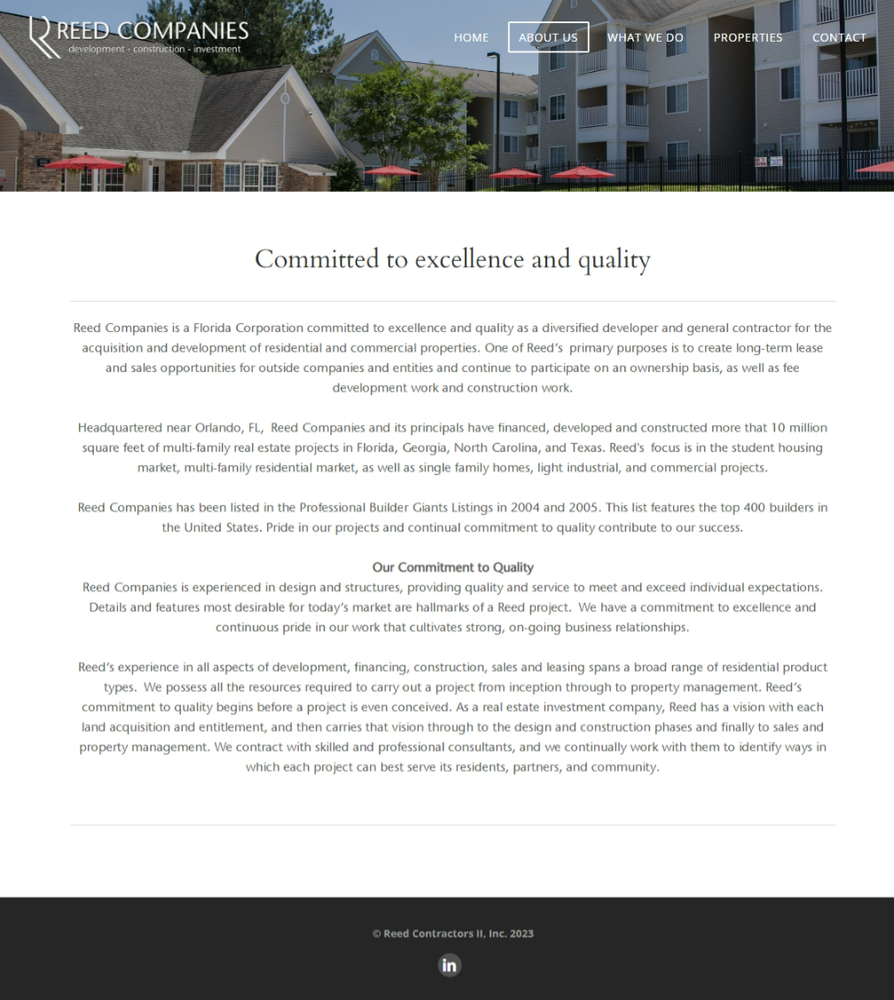 REED COMPANIES
development - construction - investment
HOME ABOUT US WHAT WE DO PROPERTIES CONTACT
Committed to excellence and quality
Reed Companies is a Florida Corporation committed to excellence and quality as a diversified developer and general contractor for the
acquisition and development of residential and commercial properties. One of Reed’s  primary purposes is to create long-term lease
and sales opportunities for outside companies and entities and continue to participate on an ownership basis, as well as fee
development work and construction work.
Headquartered near Orlando, FL,  Reed Companies and its principals have financed, developed and constructed more that 10 million
square feet of multi-family real estate projects in Florida, Georgia, North Carolina, and Texas. Reed's  focus is in the student housing
market, multi-family residential market, as well as single family homes, light industrial, and commercial projects.
Reed Companies has been listed in the Professional Builder Giants Listings in 2004 and 2005. This list features the top 400 builders in
the United States. Pride in our projects and continual commitment to quality contribute to our success.
Our Commitment to Quality
Reed Companies is experienced in design and structures, providing quality and service to meet and exceed individual expectations.
Details and features most desirable for today’s market are hallmarks of a Reed project.  We have a commitment to excellence and
continuous pride in our work that cultivates strong, on-going business relationships.
Reed’s experience in all aspects of development, financing, construction, sales and leasing spans a broad range of residential product
types.  We possess all the resources required to carry out a project from inception through to property management. Reed’s
commitment to quality begins before a project is even conceived. As a real estate investment company, Reed has a vision with each
land acquisition and entitlement, and then carries that vision through to the design and construction phases and finally to sales and
property management. We contract with skilled and professional consultants, and we continually work with them to identify ways in
which each project can best serve its residents, partners, and community.
© Reed Contractors II, Inc. 2023
in